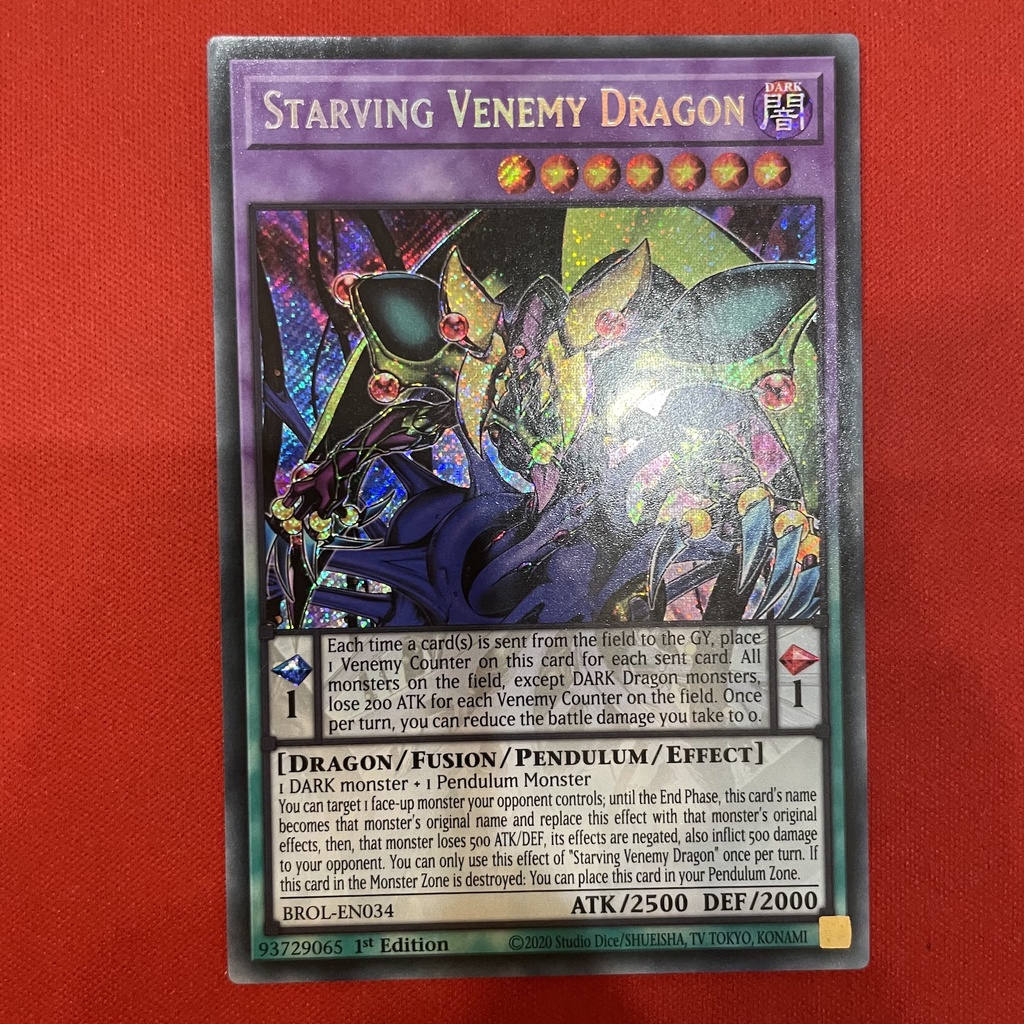 STARVING VENEMY DRAGON
DARK
闇
Each time a card(s) is sent from the field to the GY, place
1 Venemy Counter on this card for each sent card. All
monsters on the field, except DARK Dragon monsters,
lose 200 ATK for each Venemy Counter on the field. Once
per turn, you can reduce the battle damage you take to 0.
1
1
[DRAGON/FUSION/PENDULUM/EFFECT]
1 DARK monster + 1 Pendulum Monster
You can target 1 face-up monster your opponent controls; until the End Phase, this card's name
becomes that monster's original name and replace this effect with that monster's original
effects, then, that monster loses 500 ATK/DEF, its effects are negated, also inflict 500 damage
to your opponent. You can only use this effect of "Starving Venemy Dragon" once per turn. If
this card in the Monster Zone is destroyed: You can place this card in your Pendulum Zone.
ATK/2500 DEF/2000
BROL-EN034
93729065 1st Edition
©2020 Studio Dice/SHUEISHA, TV TOKYO, KONAMI